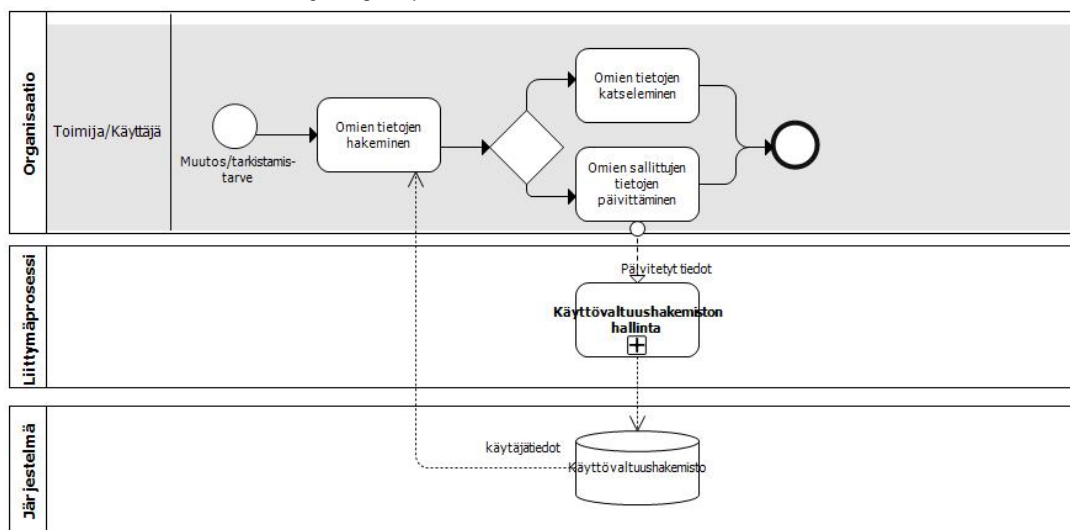 Organisaatio
Toimija/Käyttäjä
Muutos/tarkistamis-
tarve
Omien tietojen
hakeminen
Omien tietojen
katseleminen
Omien sallittujen
tietojen
päivittäminen
Liittymäprosessi
Päivitetyt tiedot
Käyttövaltuushakemiston
hallinta
Järjestelmä
käytäjätiedot
Käyttövaltuushakemisto